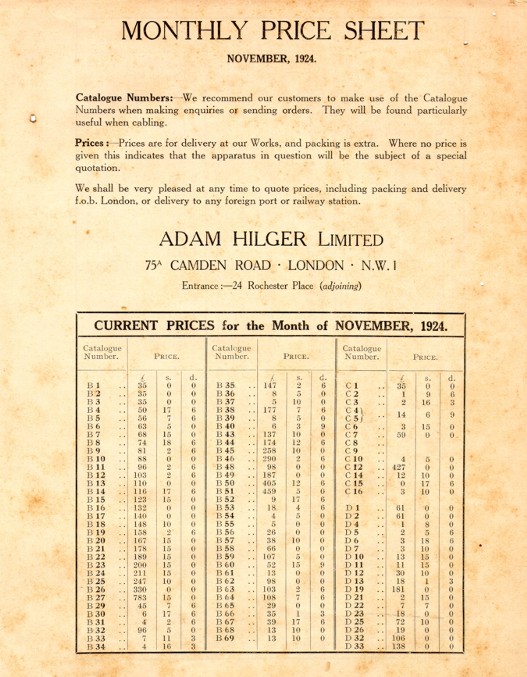 MONTHLY PRICE SHEET
NOVEMBER, 1924.
Catalogue Numbers: We recommend our customers to make use of the Catalogue
Numbers when making enquiries or sending orders. They will be found particularly
useful when cabling.
Prices:—Prices are for delivery at our Works, and packing is extra. Where no price is
given this indicates that the apparatus in question will be the subject of a special
quotation.
We shall be very pleased at any time to quote prices, including packing and delivery
f.o.b. London, or delivery to any foreign port or railway station.
ADAM HILGER LIMITED
75A CAMDEN ROAD · LONDON · N.W.1
Entrance:—24 Rochester Place (adjoining)
CURRENT PRICES for the Month of NOVEMBER, 1924.
Catalogue Number. PRICE.
£ s. d.
B 1 .. 35 0 0
B 2 .. 35 0 0
B 3 .. 35 0 0
B 4 .. 50 17 6
B 5 .. 56 7 6
B 6 .. 63 5 0
B 7 .. 68 15 0
B 8 .. 74 18 6
B 9 .. 81 2 6
B 10 .. 88 0 0
B 11 .. 96 2 6
B 12 .. 103 2 6
B 13 .. 110 0 0
B 14 .. 116 17 6
B 15 .. 123 15 0
B 16 .. 132 0 0
B 17 .. 140 0 0
B 18 .. 148 10 0
B 19 .. 158 2 6
B 20 .. 167 15 0
B 21 .. 178 15 0
B 22 .. 189 15 0
B 23 .. 200 15 0
B 24 .. 211 15 0
B 25 .. 247 10 0
B 26 .. 330 0 0
B 27 .. 783 15 0
B 29 .. 45 7 6
B 30 .. 6 17 6
B 31 .. 4 2 6
B 32 .. 96 5 0
B 33 .. 7 11 3
B 34 .. 4 16 3
Catalogue Number. PRICE.
£ s. d.
B 35 .. 147 2 6
B 36 .. 8 5 0
B 37 .. 5 10 0
B 38 .. 177 7 6
B 39 .. 8 5 0
B 40 .. 6 3 9
B 43 .. 137 10 0
B 44 .. 174 12 6
B 45 .. 258 10 0
B 46 .. 290 2 6
B 48 .. 98 0 0
B 49 .. 187 0 0
B 50 .. 405 12 6
B 51 .. 459 5 0
B 52 .. 9 17 6
B 53 .. 18 4 6
B 54 .. 4 5 0
B 55 .. 5 0 0
B 56 .. 26 0 0
B 57 .. 38 10 0
B 58 .. 66 0 0
B 59 .. 107 5 0
B 60 .. 52 15 9
B 61 .. 13 0 0
B 62 .. 98 0 0
B 63 .. 103 2 6
B 64 .. 108 7 6
B 65 .. 29 0 0
B 66 .. 35 1 3
B 67 .. 39 17 6
B 68 .. 13 10 0
B 69 .. 13 10 0
Catalogue Number. PRICE.
£ s. d.
C 1 .. 35 0 0
C 2 .. 1 9 6
C 3 .. 2 16 3
C 4
C 5 .. 14 6 9
C 6 .. 3 15 0
C 7 .. 59 0 0
C 8 ..
C 9 ..
C 10 .. 4 5 0
C 12 .. 427 0 0
C 14 .. 12 10 0
C 15 .. 0 17 6
C 16 .. 3 10 0
D 1 .. 61 0 0
D 2 .. 61 0 0
D 4 .. 1 8 0
D 5 .. 2 5 6
D 6 .. 3 18 6
D 7 .. 3 10 0
D 10 .. 13 15 0
D 11 .. 11 15 0
D 12 .. 30 10 0
D 13 .. 18 1 3
D 19 .. 181 0 0
D 21 .. 2 15 0
D 22 .. 7 7 0
D 23 .. 18 0 0
D 25 .. 72 10 0
D 26 .. 19 0 0
D 32 .. 106 0 0
D 33 .. 138 0 0